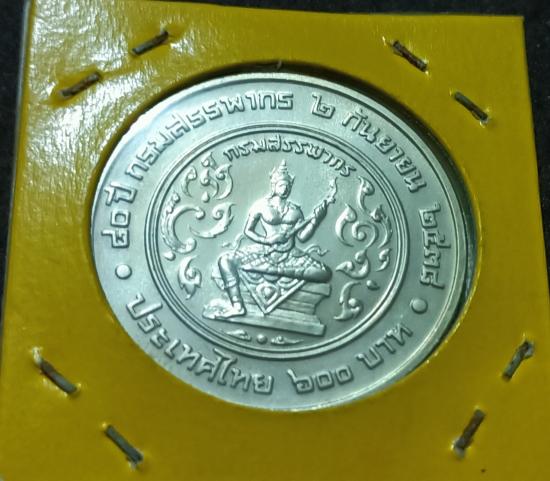 ๘๐ปี กรมสรรพากร ๒ กันยายน ๒๕๓๘
กรมสรรพากร
ประเทศไทย ๖๐๐ บาท